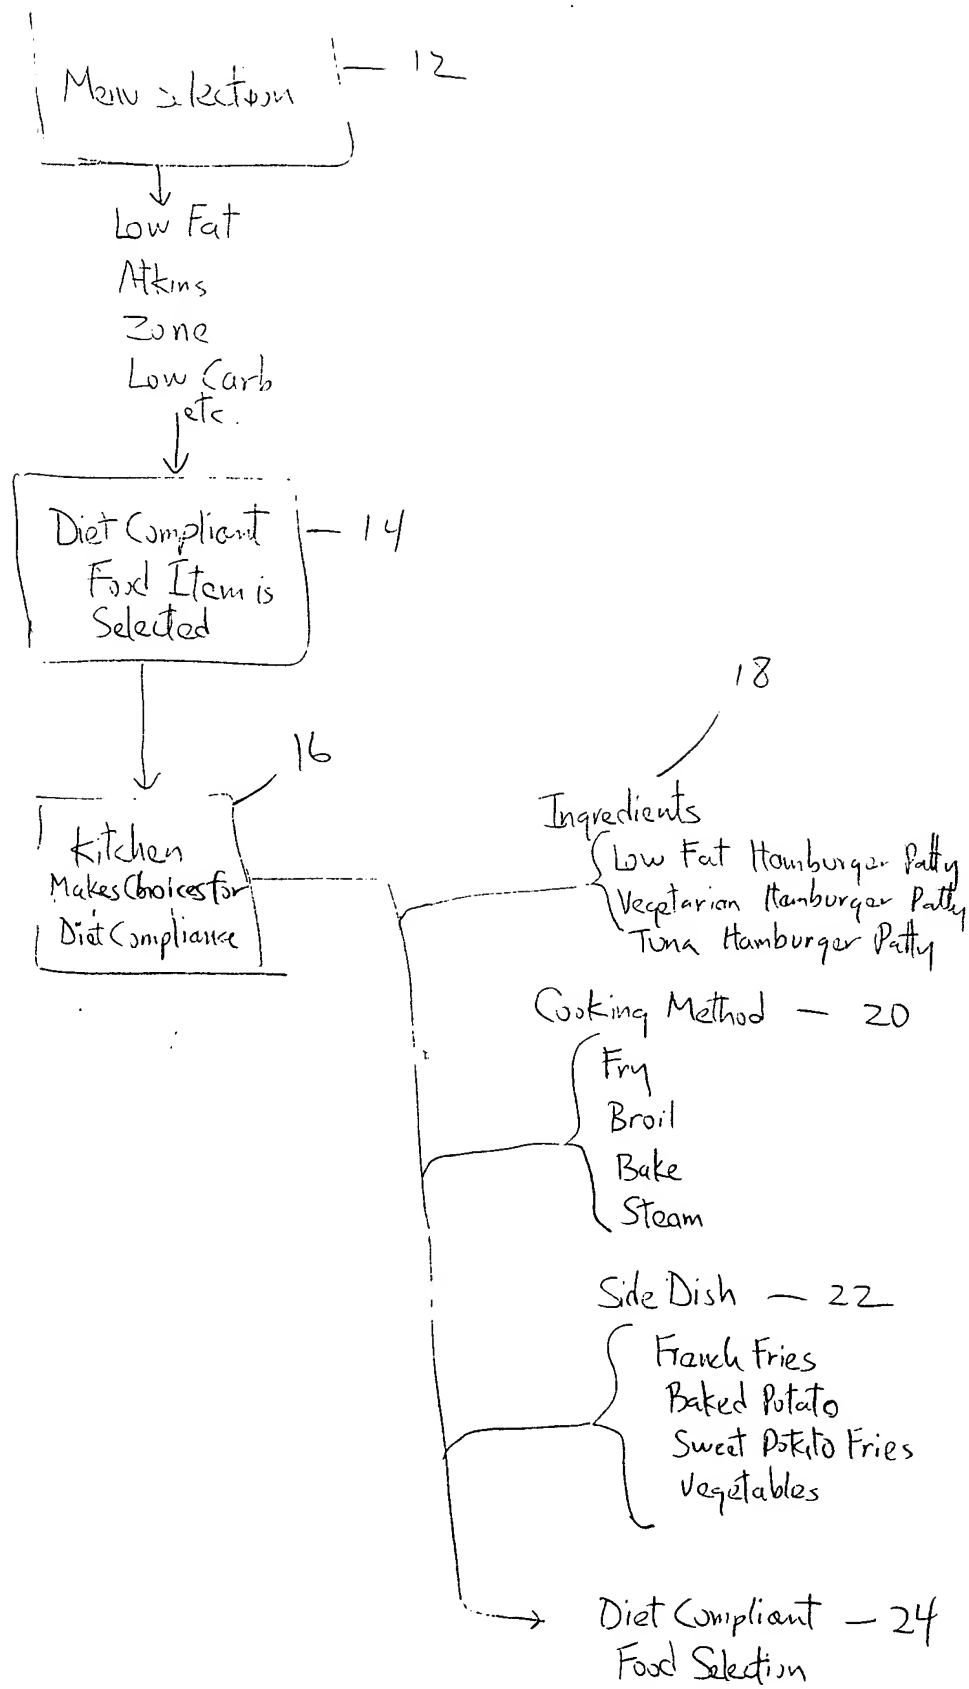 Menu selection
12
Low Fat
Atkins
Zone
Low Carb
etc.
Diet Compliant
Food Item is
Selected
14
18
16
Kitchen
Makes Choices for
Diet Compliance
Ingredients
Low Fat Hamburger Patty
Vegetarian Hamburger Patty
Tuna Hamburger Patty
Cooking Method — 20
Fry
Broil
Bake
Steam
Side Dish — 22
French Fries
Baked Potato
Sweet Potato Fries
Vegetables
Diet Compliant — 24
Food Selection